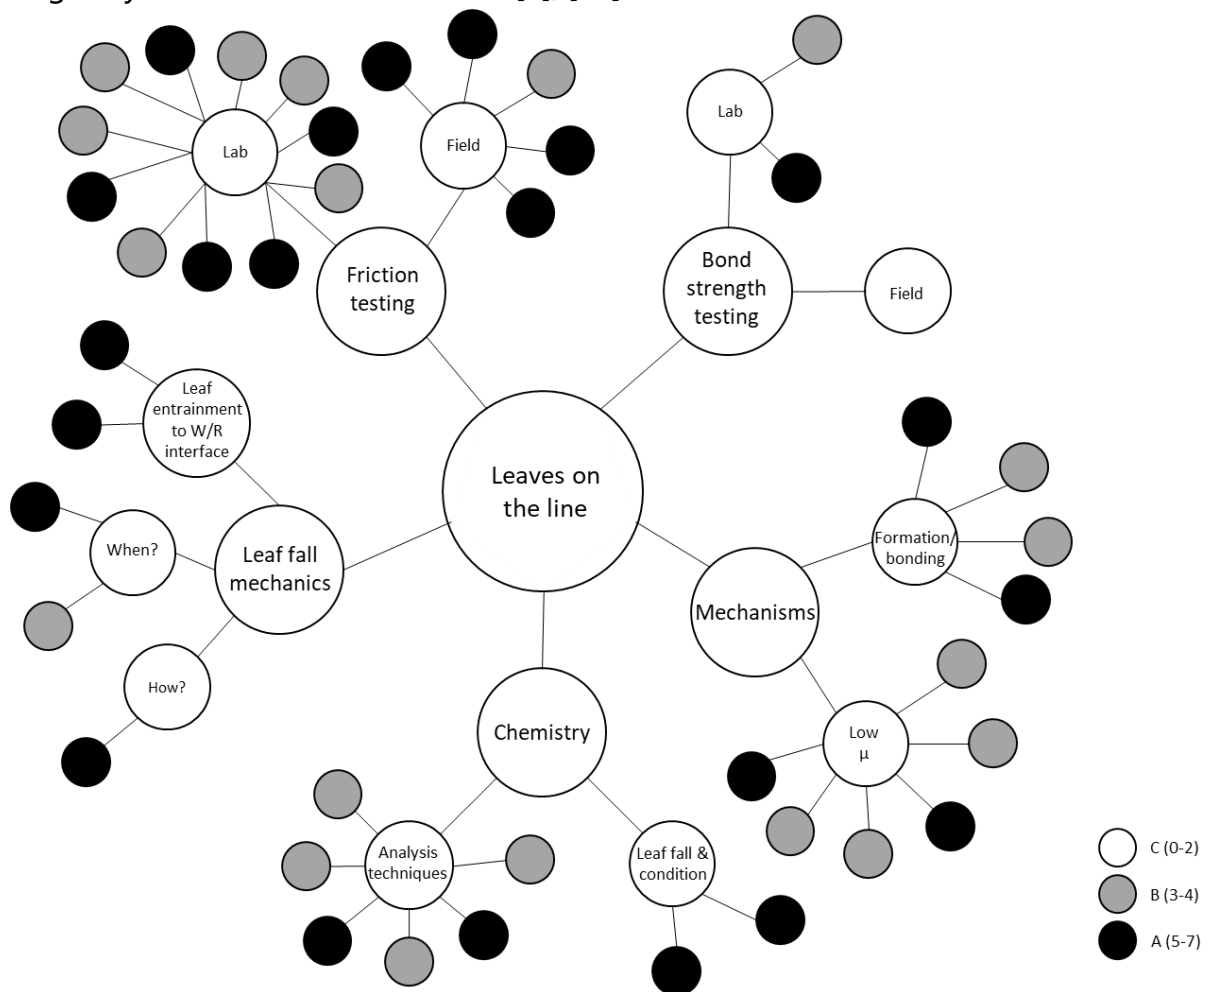 Lab
Field
Lab
Friction
testing
Bond
strength
testing
Field
Leaf
entrainment
to W/R
interface
Leaves on
the line
When?
Leaf fall
mechanics
Formation/
bonding
Mechanisms
How?
Chemistry
Low
μ
Analysis
techniques
Leaf fall &
condition
C (0-2)
B (3-4)
A (5-7)